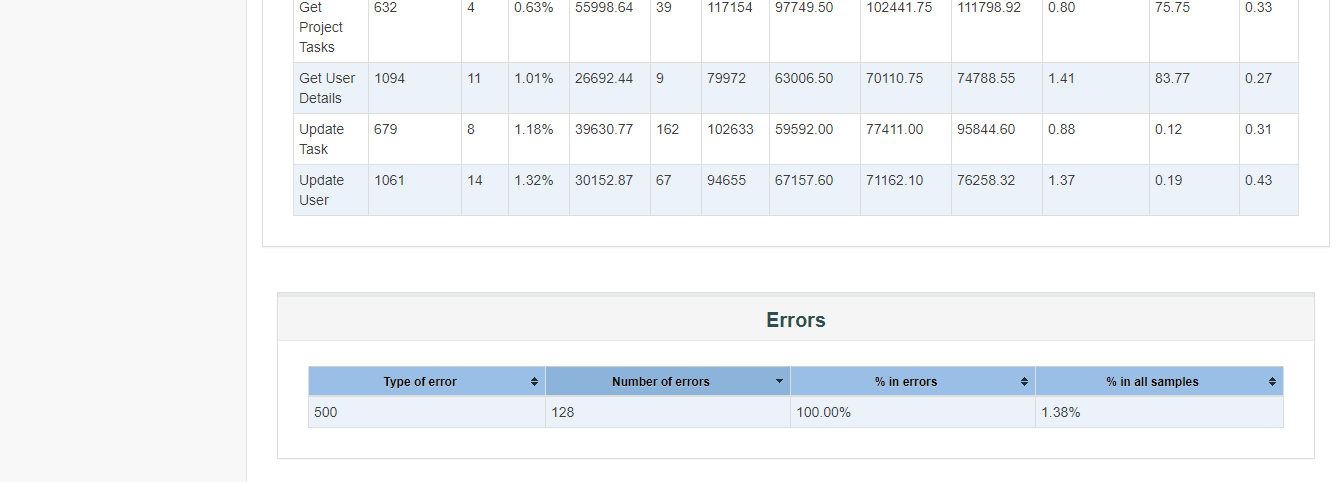 Get Project Tasks 632 4 0.63% 55998.64 39 117154 97749.50 102441.75 111798.92 0.80 75.75 0.33
Get User Details 1094 11 1.01% 26692.44 9 79972 63006.50 70110.75 74788.55 1.41 83.77 0.27
Update Task 679 8 1.18% 39630.77 162 102633 59592.00 77411.00 95844.60 0.88 0.12 0.31
Update User 1061 14 1.32% 30152.87 67 94655 67157.60 71162.10 76258.32 1.37 0.19 0.43
Errors
Type of error Number of errors % in errors % in all samples
500 128 100.00% 1.38%